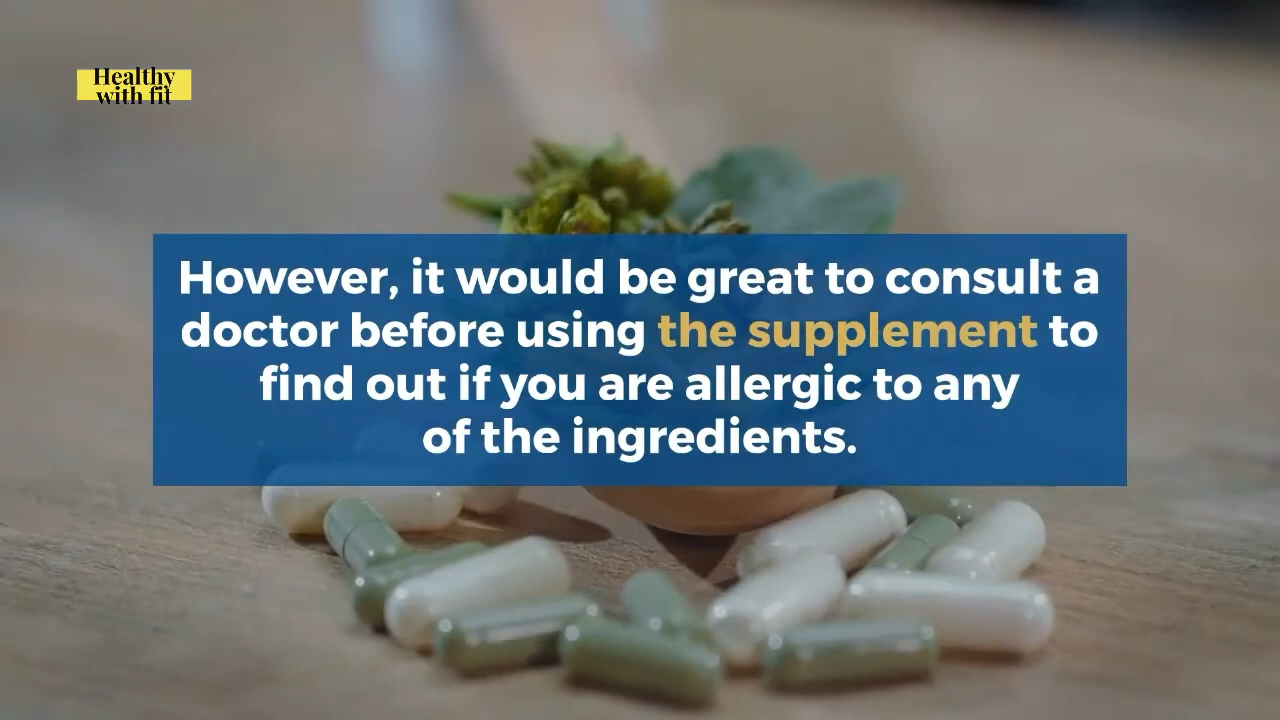 Healthy
with fit
However, it would be great to consult a
doctor before using the supplement to
find out if you are allergic to any
of the ingredients.